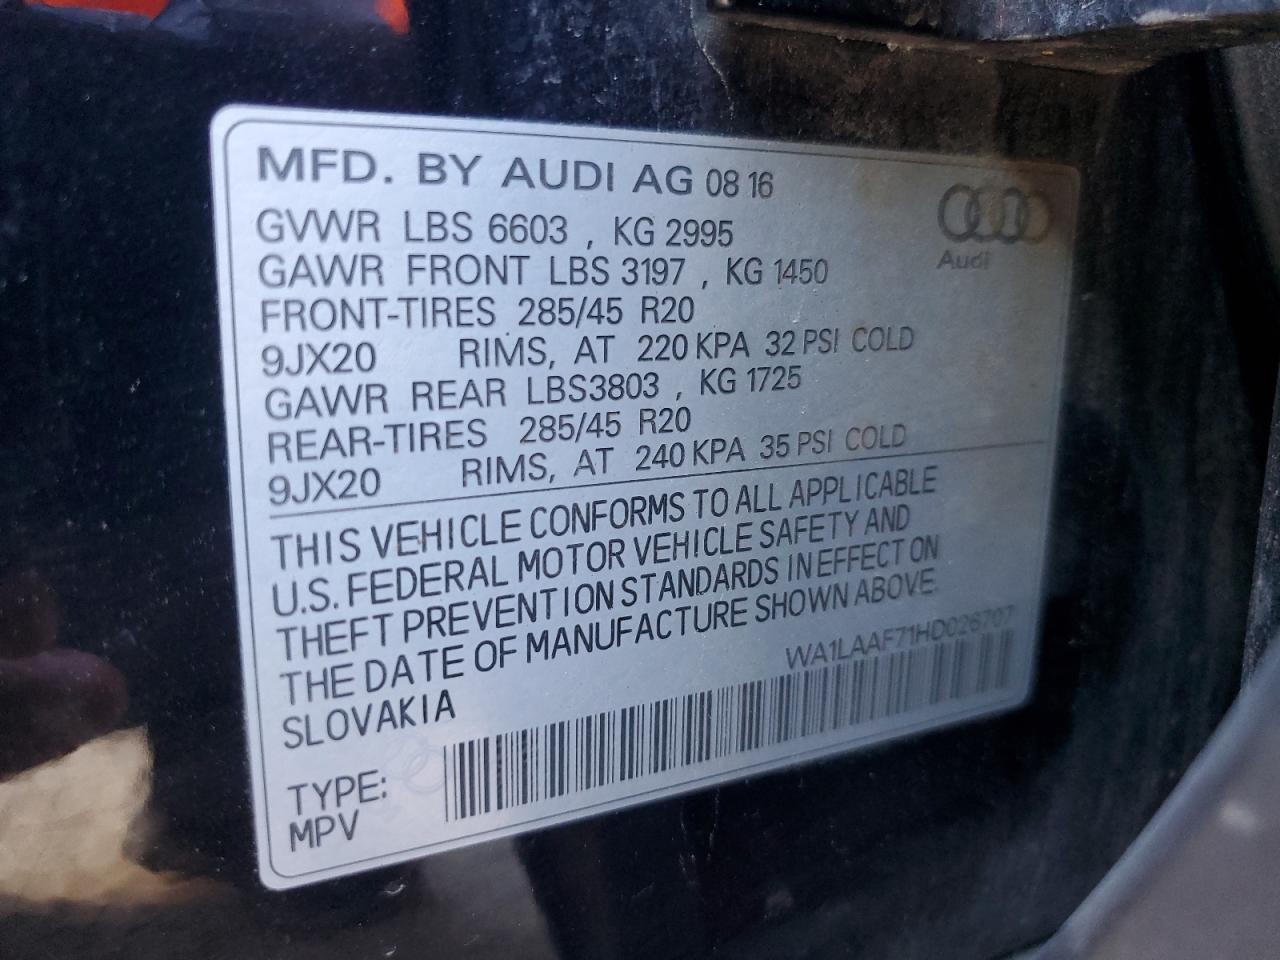 MFD. BY AUDI AG 08 16
GVWR LBS 6603 , KG 2995
GAWR FRONT LBS 3197 , KG 1450
FRONT-TIRES 285/45 R20
9JX20 RIMS, AT 220 KPA 32 PSI COLD
GAWR REAR LBS3803 , KG 1725
REAR-TIRES 285/45 R20
9JX20 RIMS, AT 240 KPA 35 PSI COLD
Audi
THIS VEHICLE CONFORMS TO ALL APPLICABLE
U.S. FEDERAL MOTOR VEHICLE SAFETY AND
THEFT PREVENTION STANDARDS IN EFFECT ON
THE DATE OF MANUFACTURE SHOWN ABOVE.
SLOVAKIA
WA1LAAF71HD026707
TYPE:
MPV